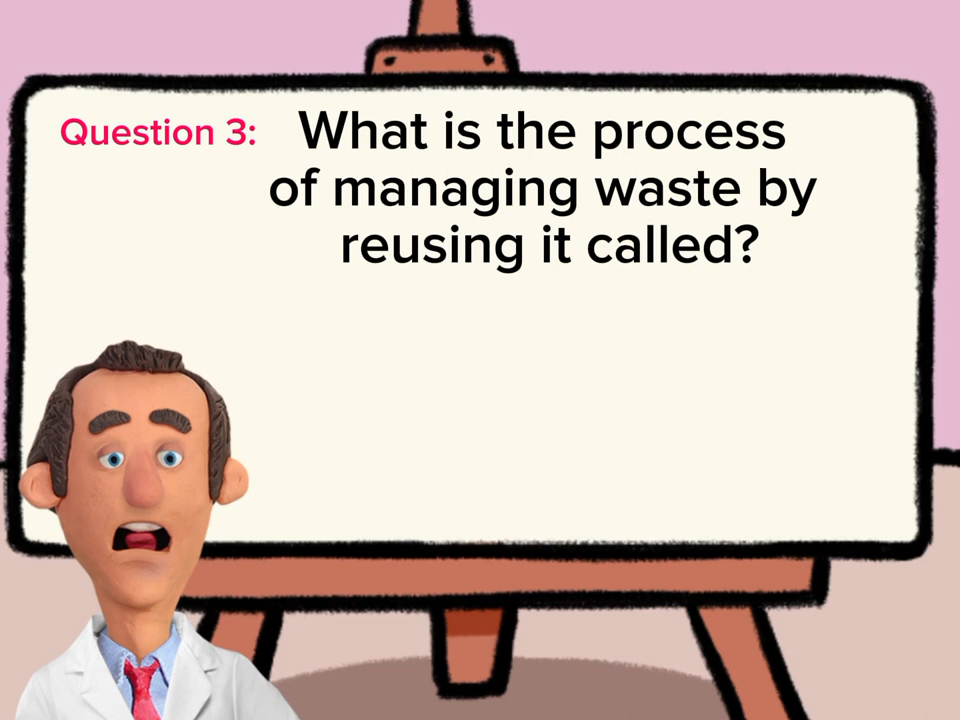 Question 3: What is the process
of managing waste by
reusing it called?